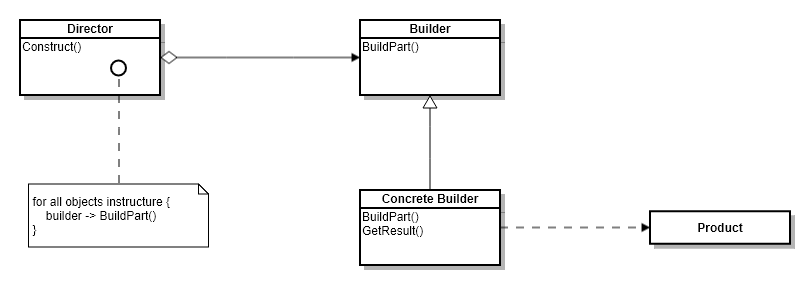 Director
Construct()
Builder
BuildPart()
for all objects instructure {
builder -> BuildPart()
}
Concrete Builder
BuildPart()
GetResult()
Product